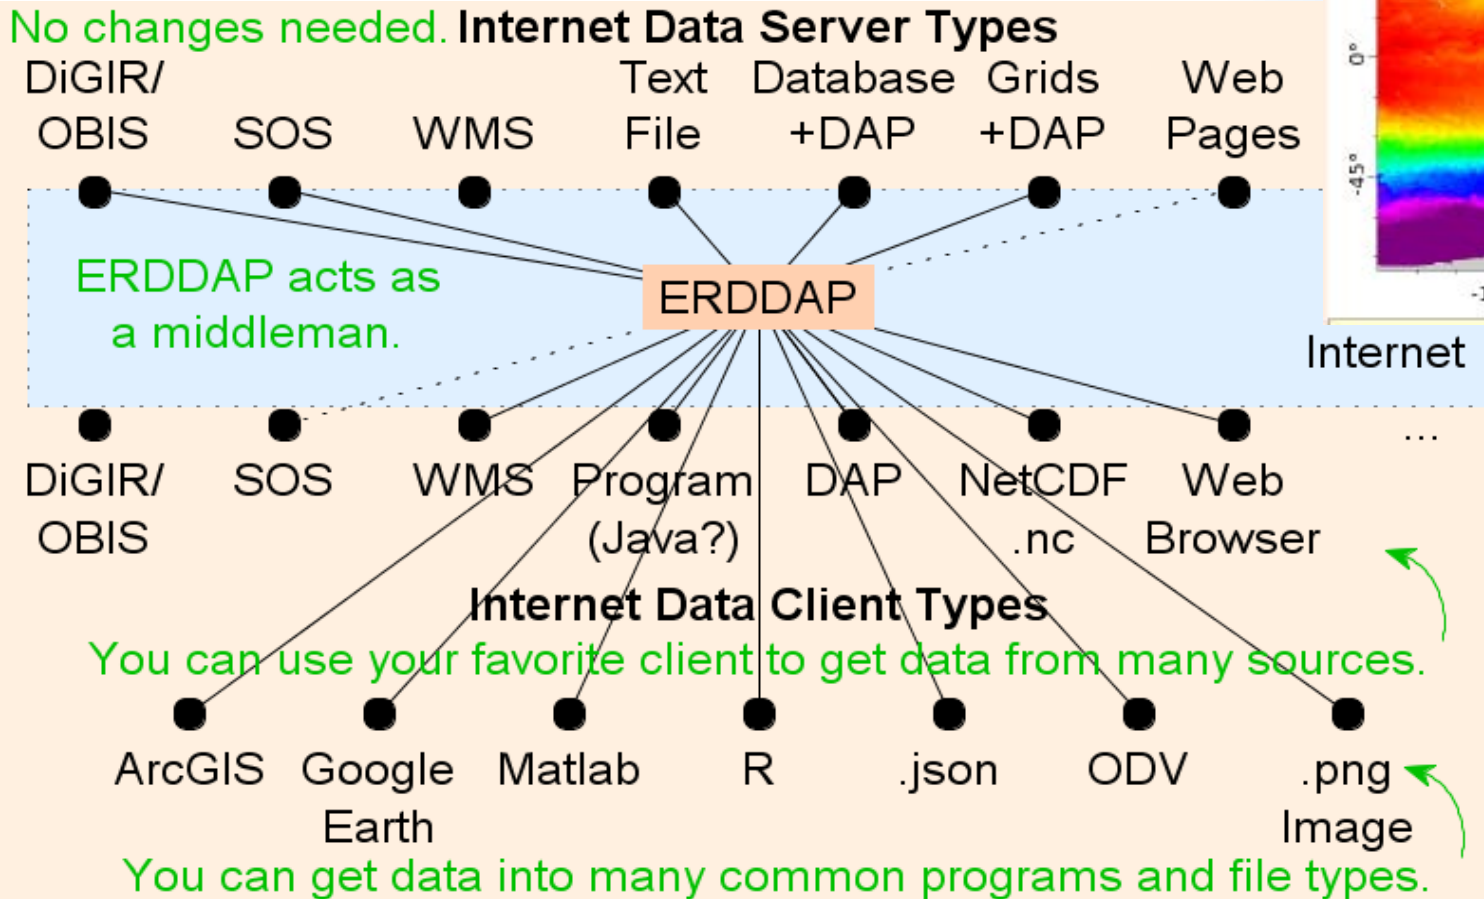 No changes needed. Internet Data Server Types
DiGIR/ Text Database Grids Web
OBIS SOS WMS File +DAP +DAP Pages
0°
-45°
ERDDAP acts as
a middleman.
ERDDAP
Internet
...
DiGIR/ SOS WMS Program DAP NetCDF Web
OBIS (Java?) .nc Browser
Internet Data Client Types
You can use your favorite client to get data from many sources.
ArcGIS Google Matlab R .json ODV .png
Earth Image
You can get data into many common programs and file types.